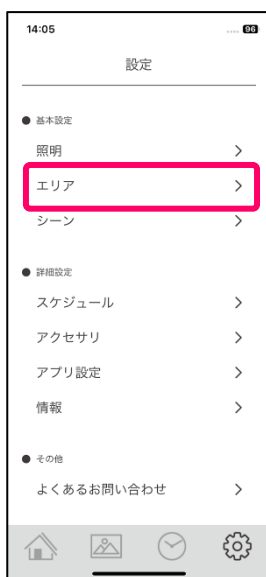 14:05
96
設定
基本設定
照明
エリア
シーン
詳細設定
スケジュール
アクセサリ
アプリ設定
情報
その他
よくあるお問い合わせ